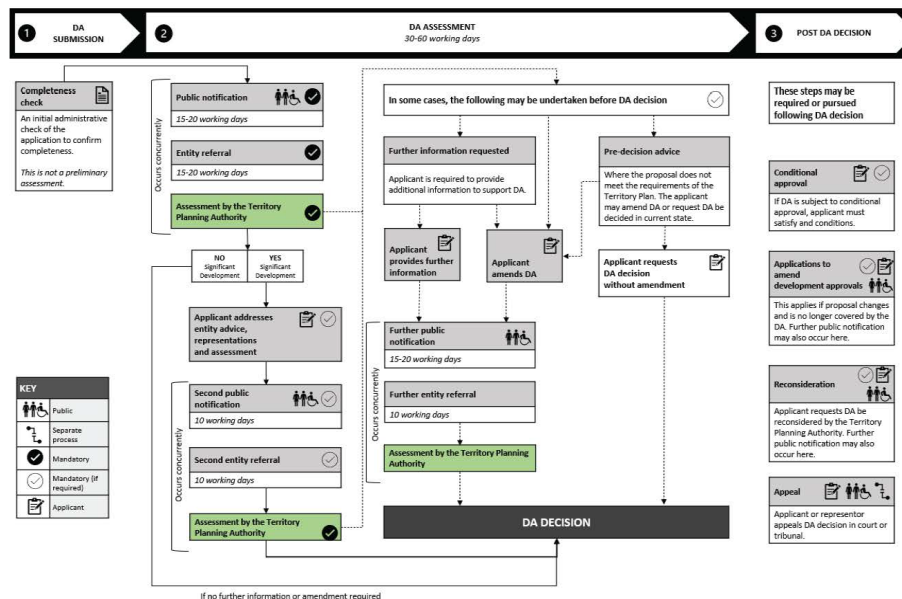 1
DA
SUBMISSION
2
DA ASSESSMENT
30-60 working days
3
POST DA DECISION
Completeness
check
An initial administrative
check of the
application to confirm
completeness.
This is not a preliminary
assessment.
Occurs concurrently
Public notification
15-20 working days
Entity referral
15-20 working days
Assessment by the Territory
Planning Authority
NO
Significant
Development
YES
Significant
Development
Applicant addresses
entity advice,
representations
and assessment
Occurs concurrently
Second public
notification
10 working days
Second entity referral
10 working days
Assessment by the Territory
Planning Authority
In some cases, the following may be undertaken before DA decision
Further information requested
Applicant is required to provide
additional information to support DA.
Pre-decision advice
Where the proposal does not
meet the requirements of the
Territory Plan. The applicant
may amend DA or request DA be
decided in current state.
Applicant
provides further
information
Applicant
amends DA
Applicant requests
DA decision
without amendment
Occurs concurrently
Further public
notification
15-20 working days
Further entity referral
10 working days
Assessment by the Territory Planning
Authority
DA DECISION
If no further information or amendment required
These steps may be
required or pursued
following DA decision
Conditional
approval
If DA is subject to conditional
approval, applicant must
satisfy and conditions.
Applications to
amend
development approvals
This applies if proposal changes
and is no longer covered by the
DA. Further public notification
may also occur here.
Reconsideration
Applicant requests DA be
reconsidered by the Territory
Planning Authority. Further
public notification may also
occur here.
Appeal
Applicant or representor
appeals DA decision in court or
tribunal.
KEY
Public
Separate
process
Mandatory
Mandatory (if
required)
Applicant